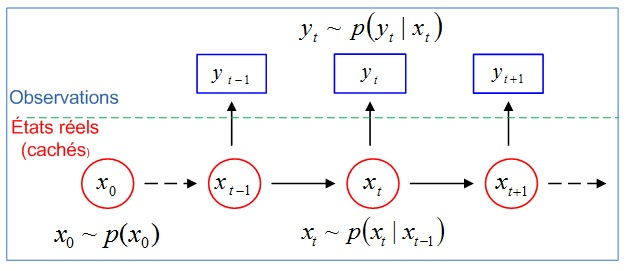 y_t ~ p(y_t | x_t)
y_{t-1} y_t y_{t+1}
Observations
États réels
(cachés)
x_0 x_{t-1} x_t x_{t+1}
x_0 ~ p(x_0) x_t ~ p(x_t | x_{t-1})